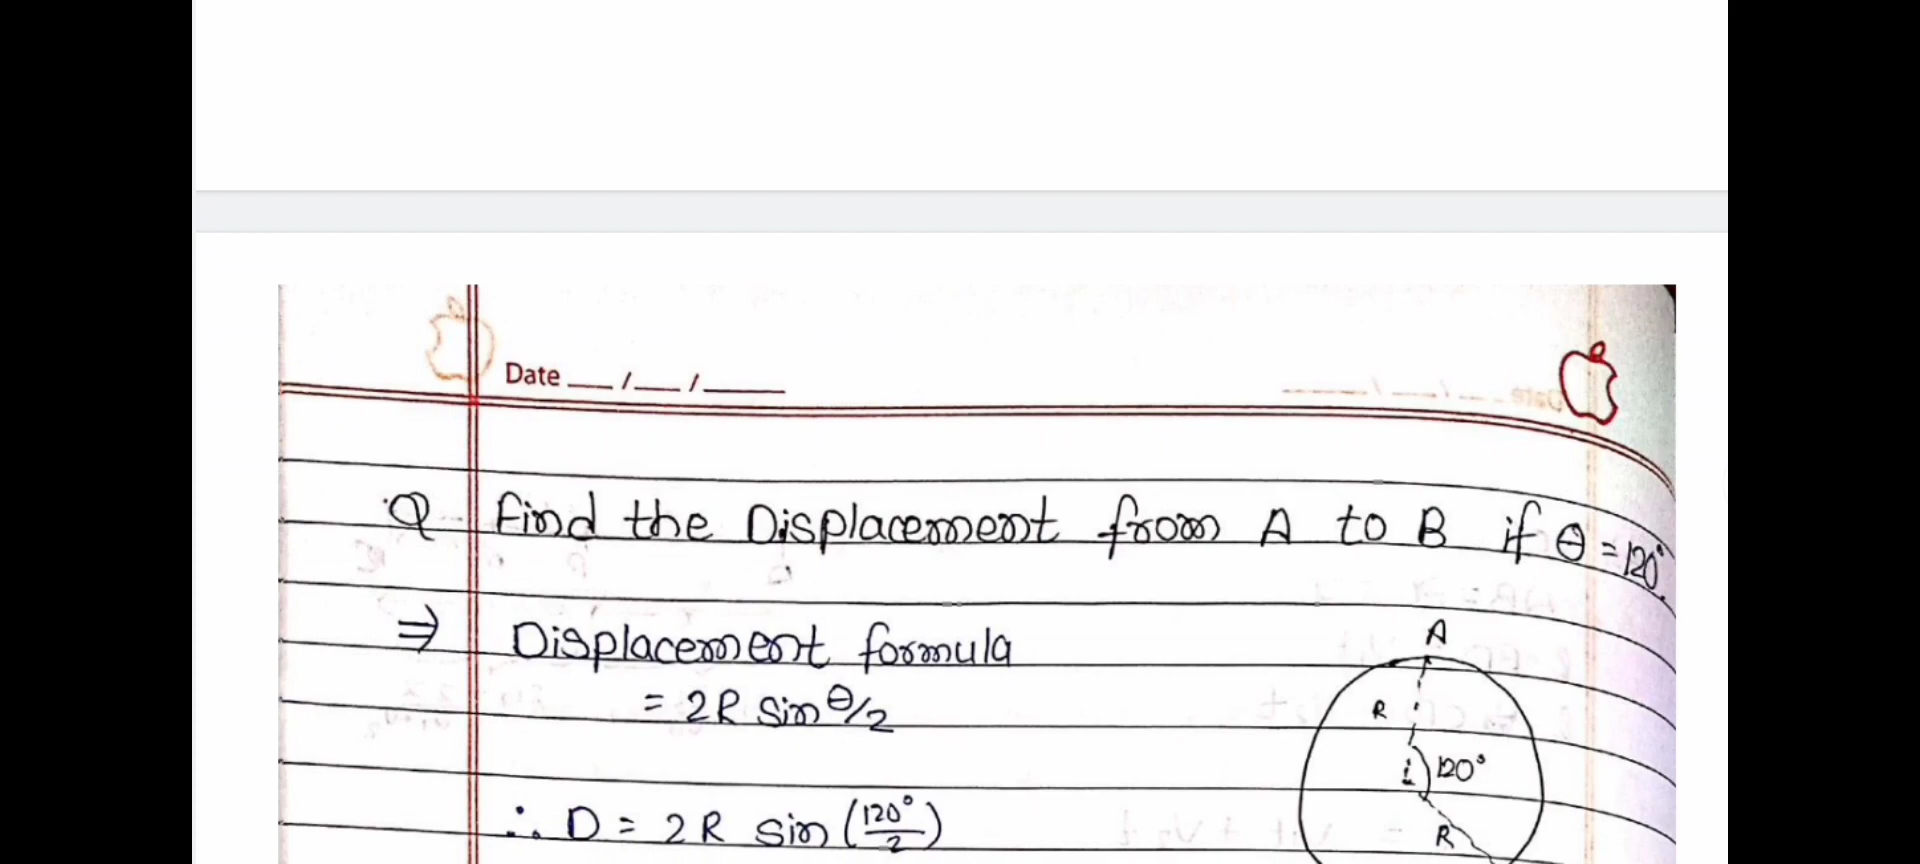 Date __/__/____
Q Find the Displacement from A to B if θ = 120°.
⇒ Displacement formula
= 2R sin θ/2
∴ D = 2R sin (120°/2)
A
R
120°
R